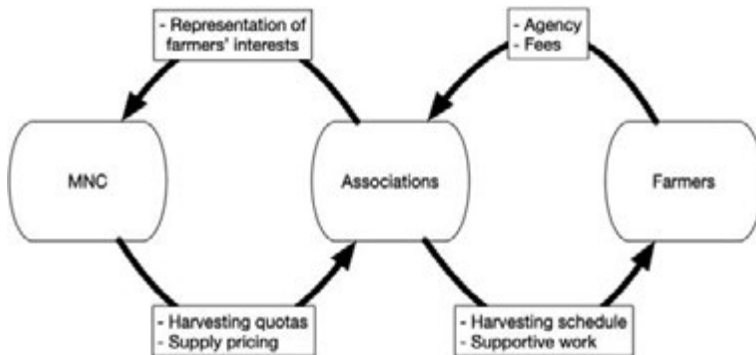 - Representation of
farmers' interests
- Agency
- Fees
MNC
Associations
Farmers
- Harvesting quotas
- Supply pricing
- Harvesting schedule
- Supportive work